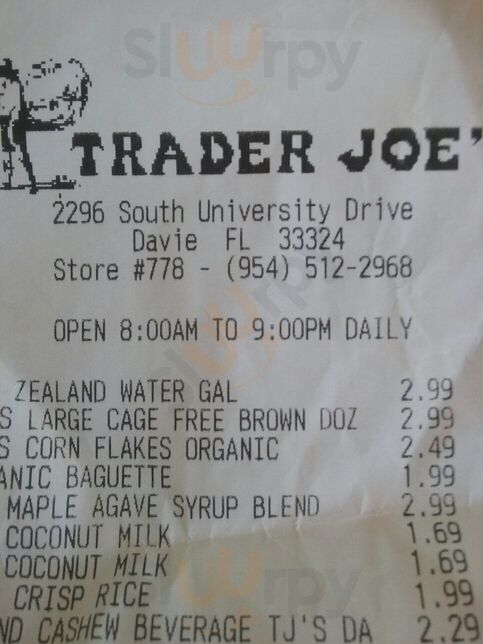 TRADER JOE'
2296 South University Drive
Davie FL 33324
Store #778 - (954) 512-2968
OPEN 8:00AM TO 9:00PM DAILY
ZEALAND WATER GAL 2.99
S LARGE CAGE FREE BROWN DOZ 2.99
S CORN FLAKES ORGANIC 2.49
ANIC BAGUETTE 1.99
MAPLE AGAVE SYRUP BLEND 2.99
COCONUT MILK 1.69
COCONUT MILK 1.69
CRISP RICE 1.99
ND CASHEW BEVERAGE TJ'S DA 2.29
sluurpy
sluurpy
sluurpy